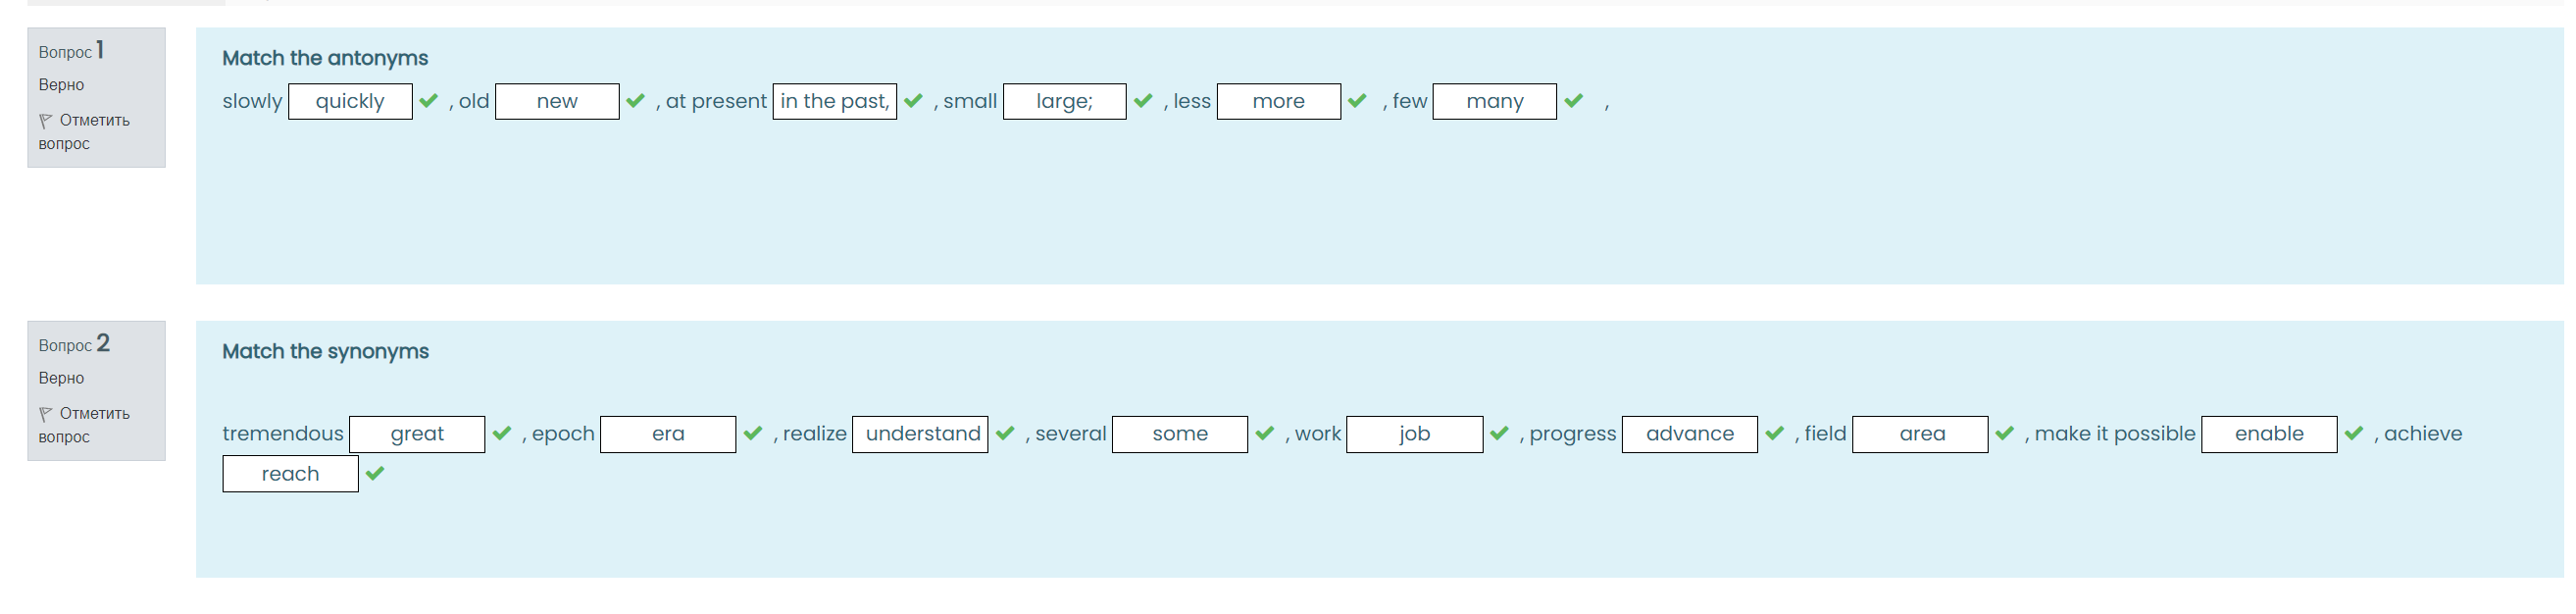 Вопрос 1
Верно
Отметить
вопрос
Match the antonyms
slowly quickly , old new , at present in the past, , small large; , less more , few many ,
Вопрос 2
Верно
Отметить
вопрос
Match the synonyms
tremendous great , epoch era , realize understand , several some , work job , progress advance , field area , make it possible enable , achieve
reach